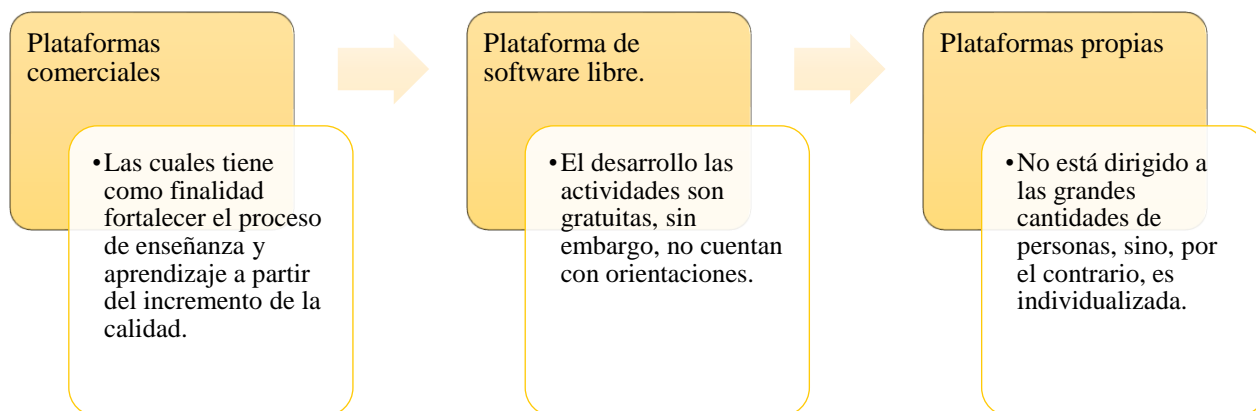 Plataformas
comerciales
•Las cuales tiene
como finalidad
fortalecer el proceso
de enseñanza y
aprendizaje a partir
del incremento de la
calidad.
Plataforma de
software libre.
•El desarrollo las
actividades son
gratuitas, sin
embargo, no cuentan
con orientaciones.
Plataformas propias
•No está dirigido a
las grandes
cantidades de
personas, sino, por
el contrario, es
individualizada.